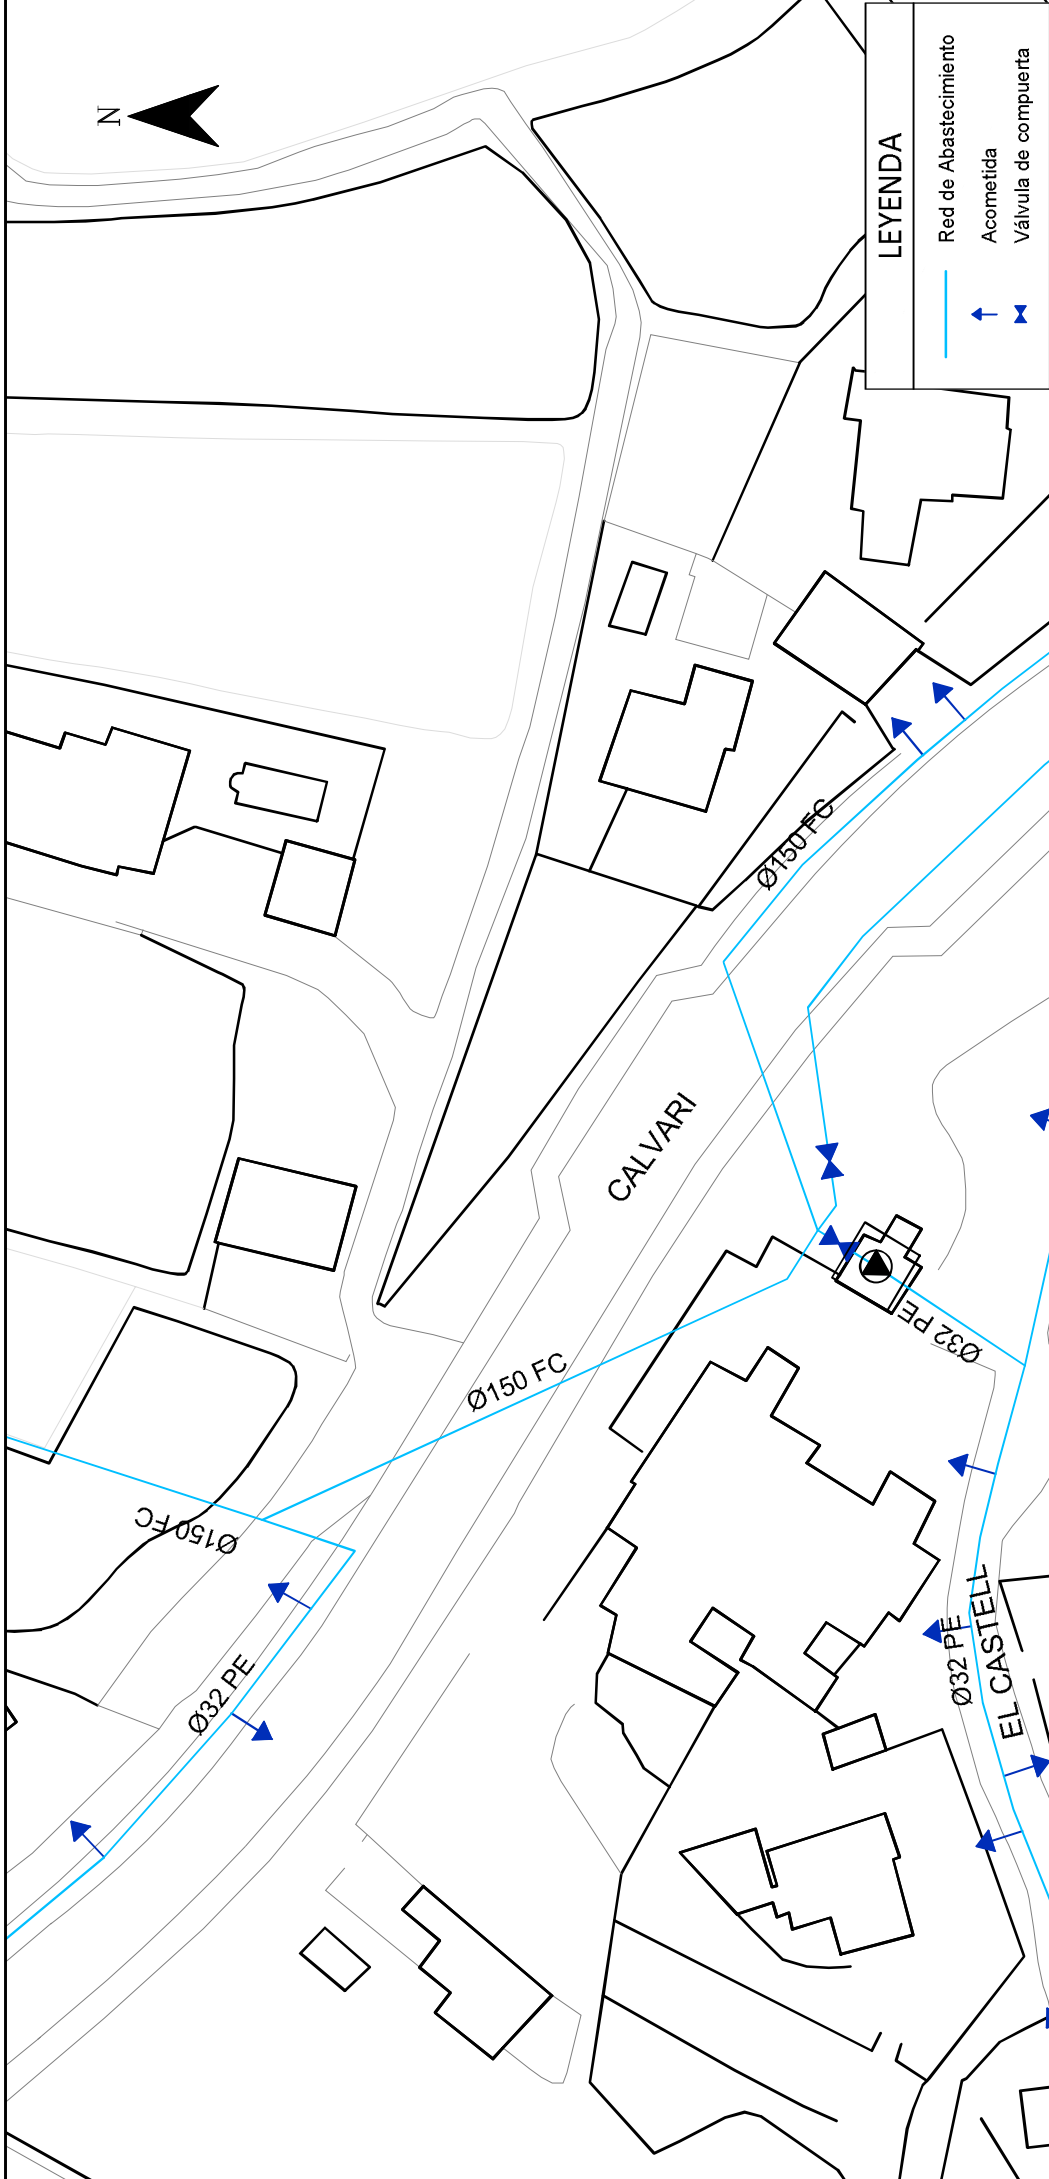 N
LEYENDA
Red de Abastecimiento
Acometida
Válvula de compuerta
Ø150 FC
CALVARI
Ø150 FC
Ø32 PE
Ø150 FC
Ø32 PE
Ø32 PE
EL CASTELL